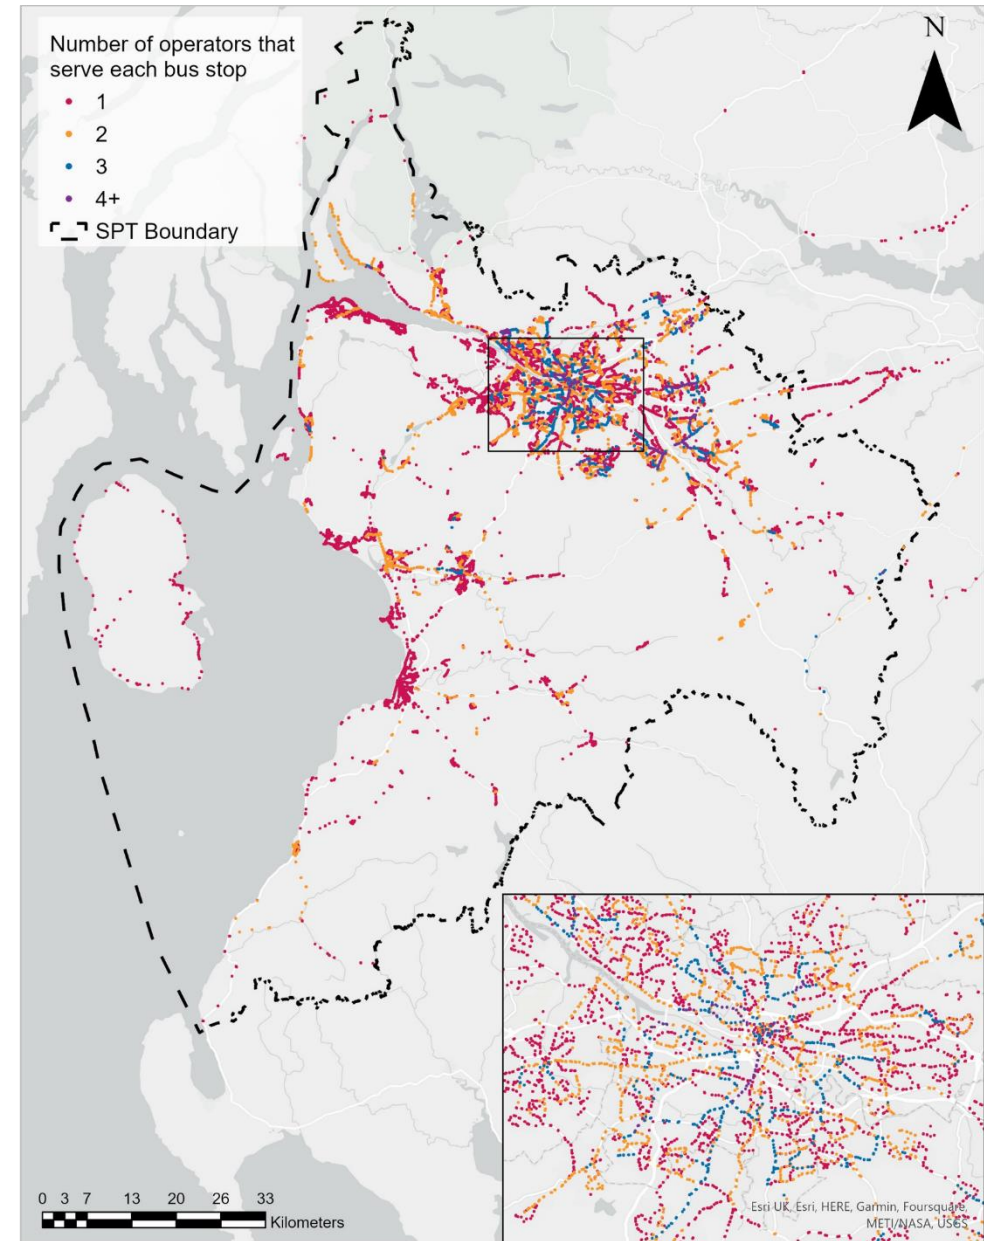 Number of operators that
serve each bus stop
1
2
3
4+
SPT Boundary
N
0 3 7 13 20 26 33
Kilometers
Esri UK, Esri, HERE, Garmin, Foursquare,
METI/NASA, USGS